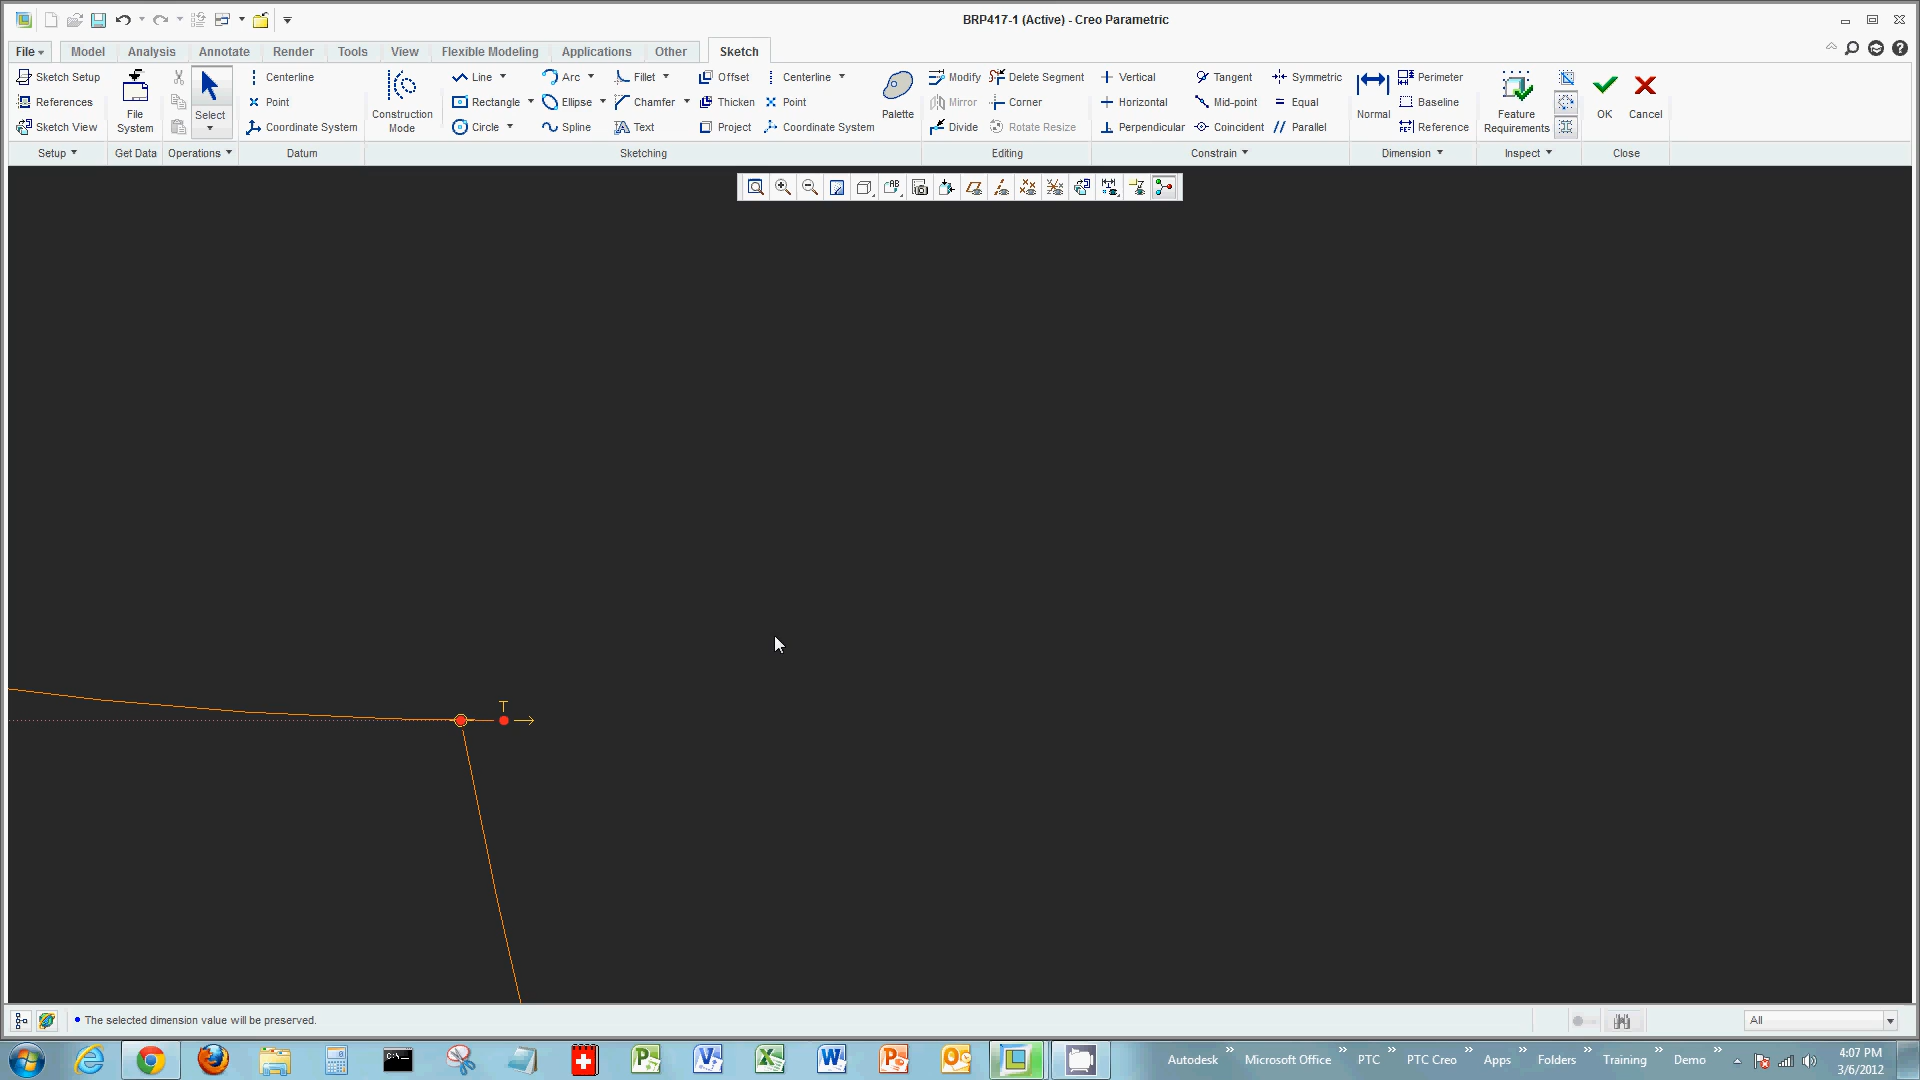 BRP417-1 (Active) - Creo Parametric
File Model Analysis Annotate Render Tools View Flexible Modeling Applications Other Sketch
Sketch Setup
References
Sketch View
File
System
Select
Centerline
Point
Coordinate System
Construction
Mode
Line Arc Fillet Offset Centerline
Rectangle Ellipse Chamfer Thicken Point
Circle Spline Text Project Coordinate System
Palette
Modify Delete Segment
Mirror Corner
Divide Rotate Resize
Vertical Tangent Symmetric
Horizontal Mid-point Equal
Perpendicular Coincident Parallel
Normal
Perimeter
Baseline
Reference
Feature
Requirements
OK
Cancel
Setup Get Data Operations Datum Sketching Editing Constrain Dimension Inspect Close
T
The selected dimension value will be preserved.
All
Autodesk Microsoft Office PTC PTC Creo Apps Folders Training Demo
4:07 PM
3/6/2012